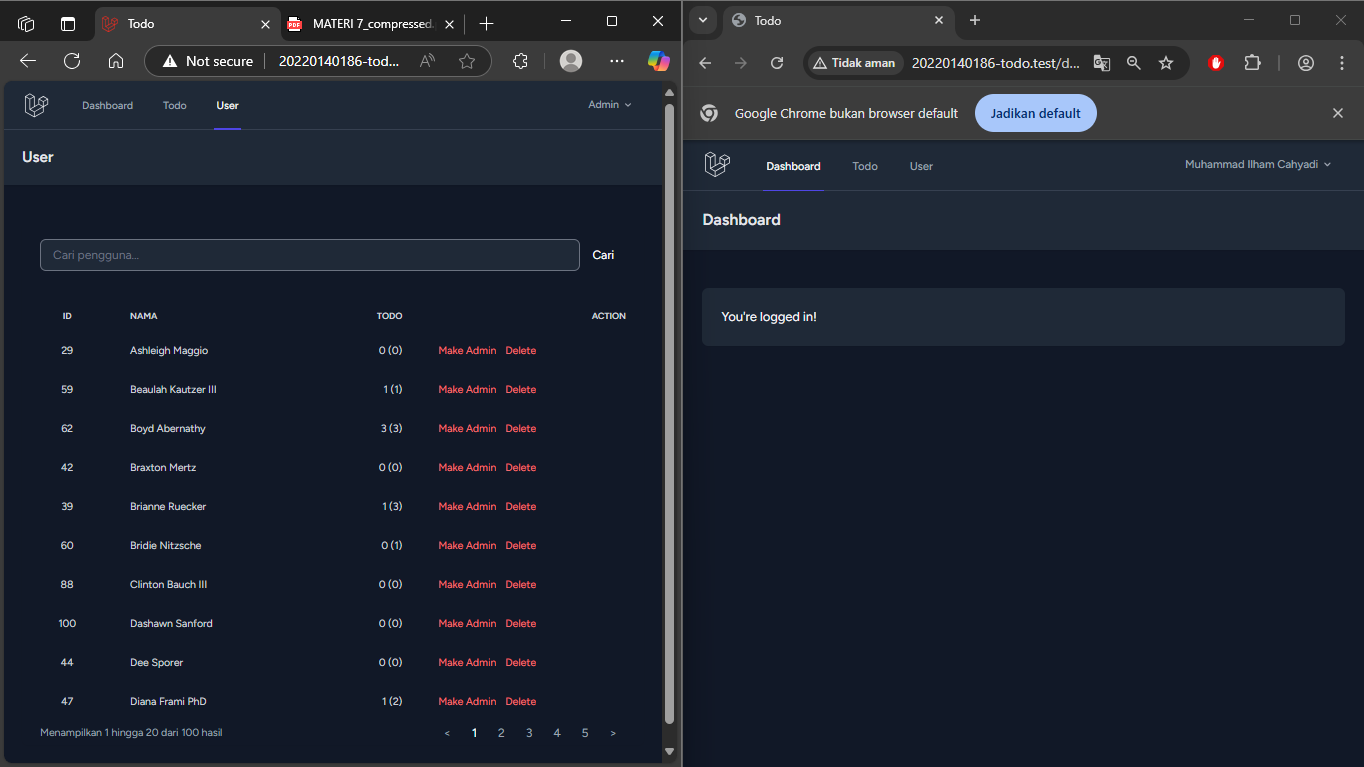 Todo
MATERI 7_compressed.
Not secure
20220140186-tod...
Dashboard
Todo
User
Admin
User
Cari pengguna...
Cari
ID NAMA TODO ACTION
29 Ashleigh Maggio 0 (0) Make Admin Delete
59 Beaulah Kautzer III 1 (1) Make Admin Delete
62 Boyd Abernathy 3 (3) Make Admin Delete
42 Braxton Mertz 0 (0) Make Admin Delete
39 Brianne Ruecker 1 (3) Make Admin Delete
60 Bridie Nitzsche 0 (1) Make Admin Delete
88 Clinton Bauch III 0 (0) Make Admin Delete
100 Dashawn Sanford 0 (0) Make Admin Delete
44 Dee Sporer 0 (0) Make Admin Delete
47 Diana Frami PhD 1 (2) Make Admin Delete
Menampilkan 1 hingga 20 dari 100 hasil
< 1 2 3 4 5 >
Todo
Tidak aman
20220140186-todo.test/d...
Google Chrome bukan browser default
Jadikan default
Dashboard
Todo
User
Muhammad Ilham Cahyadi
Dashboard
You're logged in!